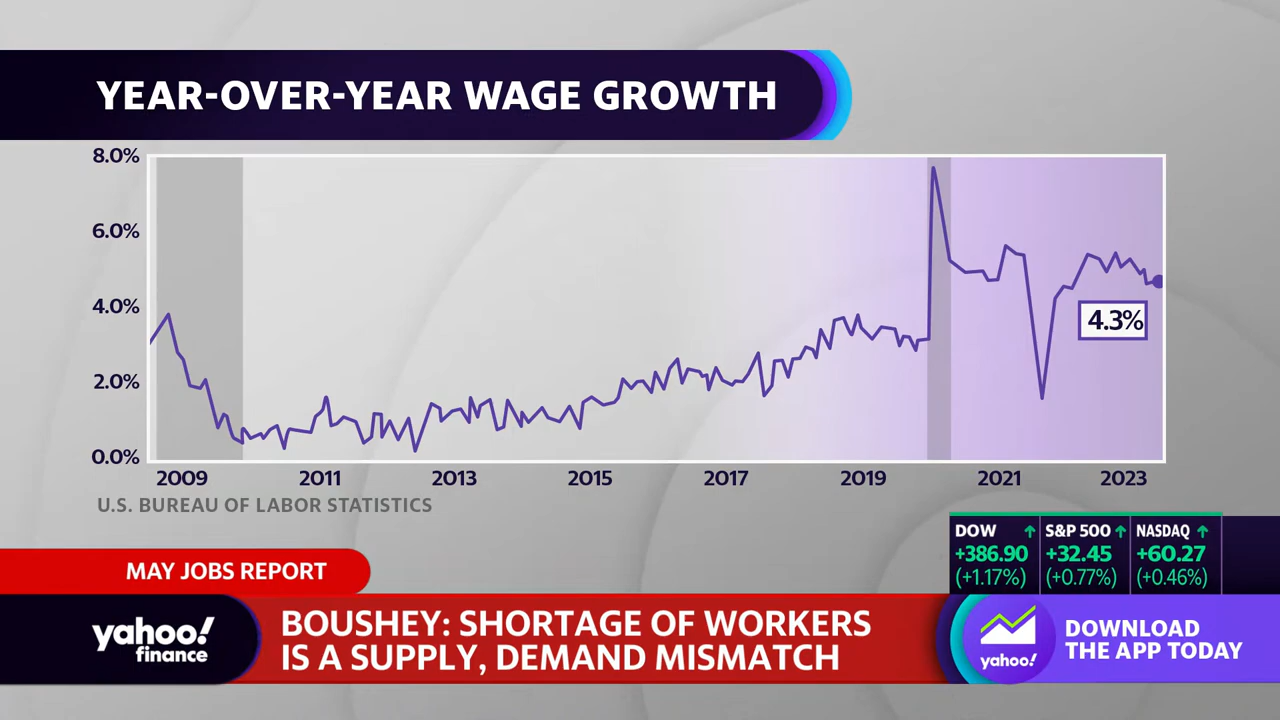 YEAR-OVER-YEAR WAGE GROWTH
8.0%
6.0%
4.0%
2.0%
0.0%
4.3%
2009 2011 2013 2015 2017 2019 2021 2023
U.S. BUREAU OF LABOR STATISTICS
DOW
+386.90
(+1.17%)
S&P 500
+32.45
(+0.77%)
NASDAQ
+60.27
(+0.46%)
MAY JOBS REPORT
yahoo!
finance
BOUSHEY: SHORTAGE OF WORKERS
IS A SUPPLY, DEMAND MISMATCH
yahoo!
DOWNLOAD
THE APP TODAY